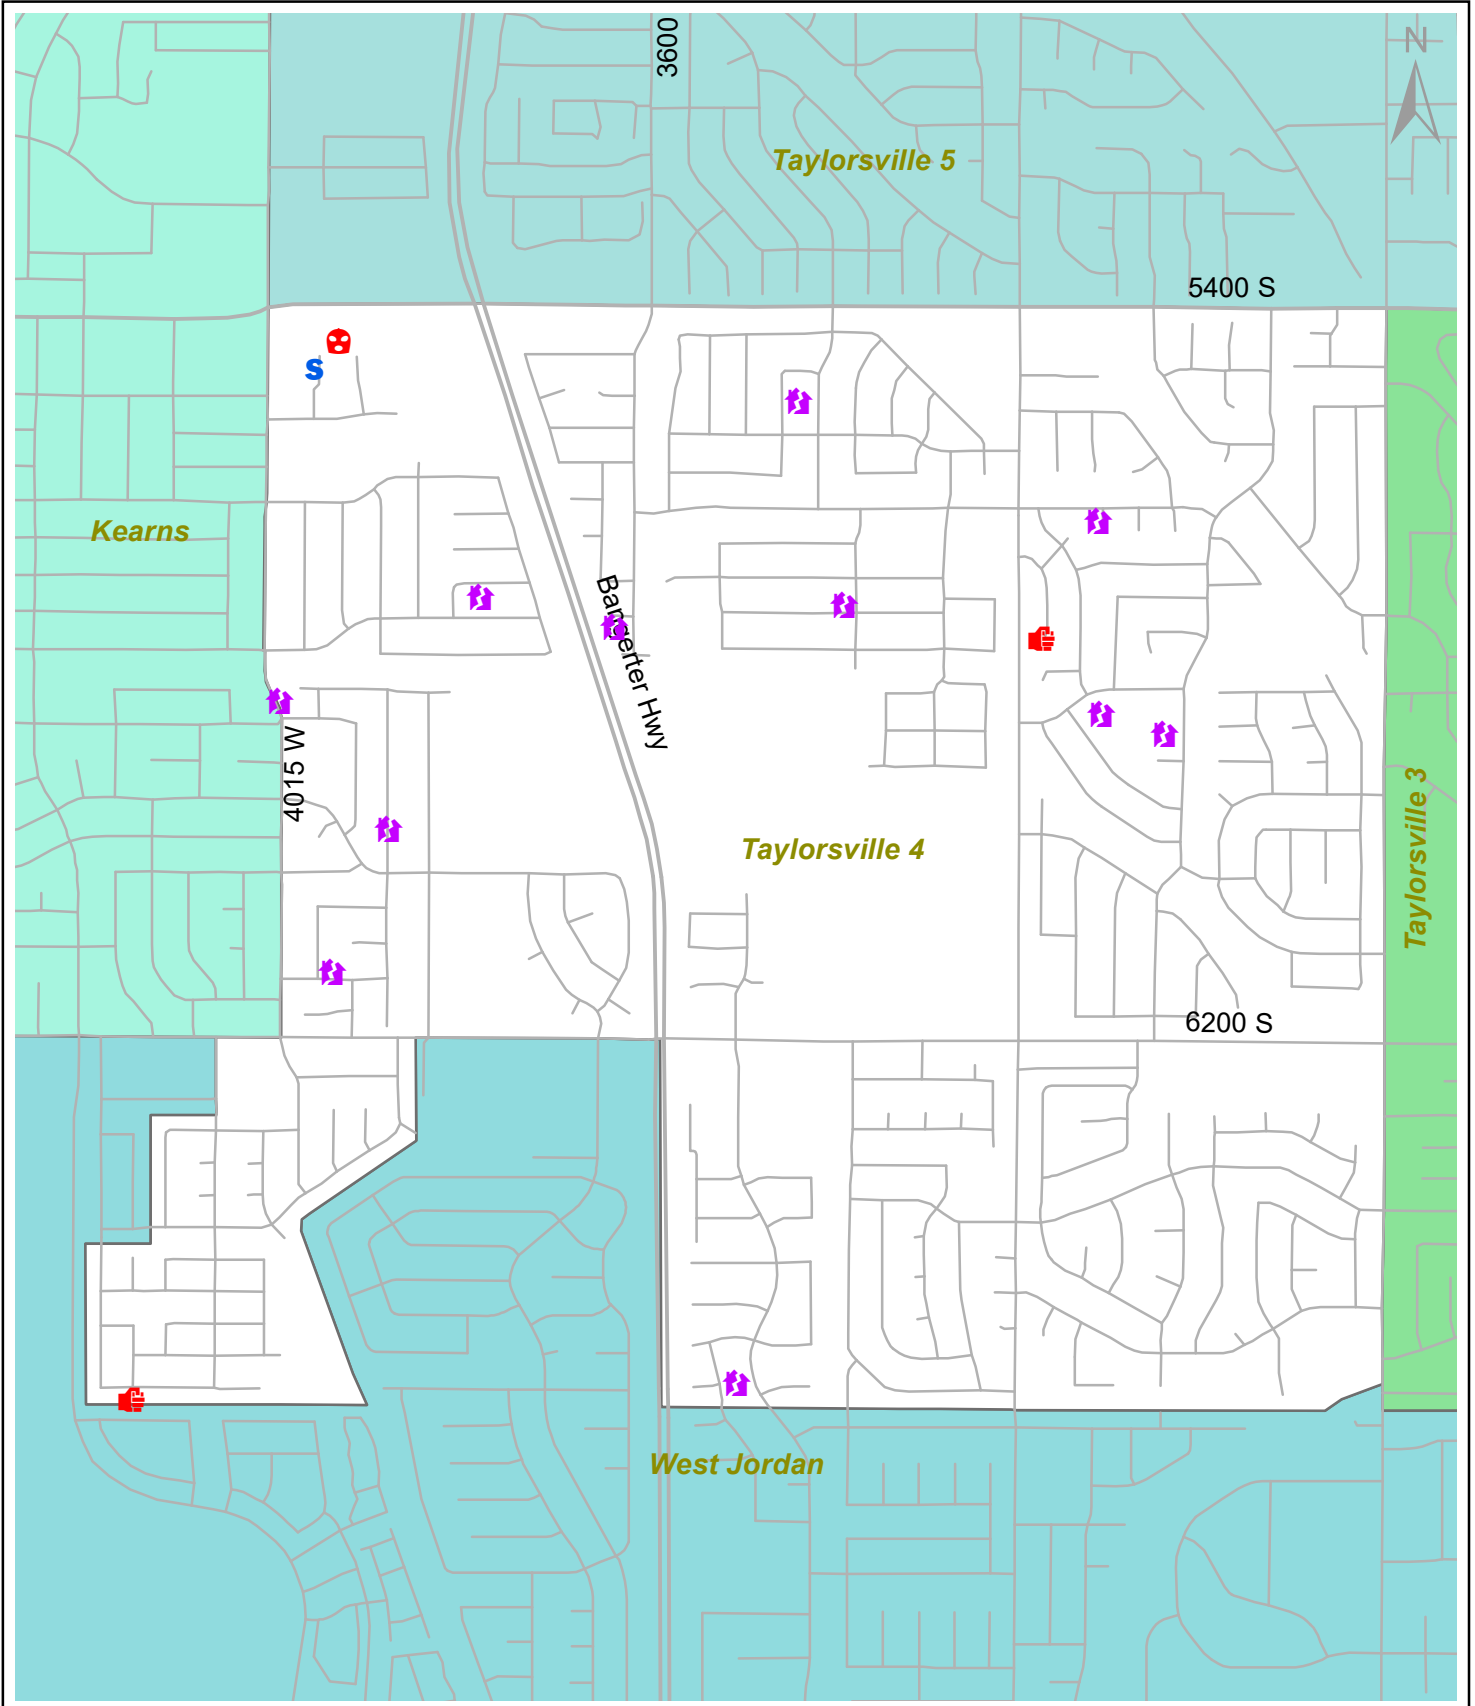 3600
N
Taylorsville 5
5400 S
S
Kearns
Bangerter Hwy
4015 W
Taylorsville 4
Taylorsville 3
6200 S
West Jordan